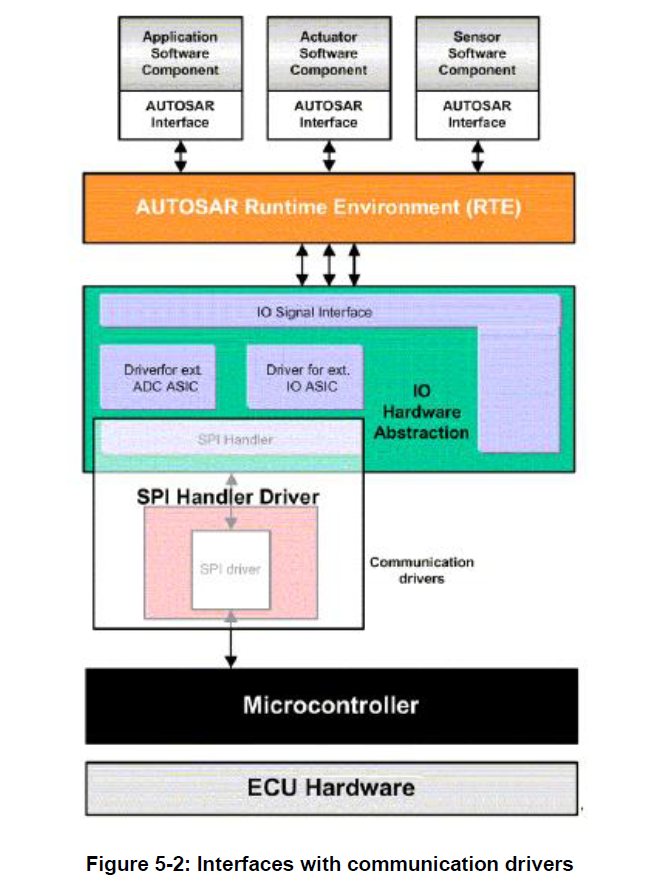 Application
Software
Component
AUTOSAR
Interface
Actuator
Software
Component
AUTOSAR
Interface
Sensor
Software
Component
AUTOSAR
Interface
AUTOSAR Runtime Environment (RTE)
IO Signal Interface
Driverfor ext.
ADC ASIC
Driver for ext.
IO ASIC
IO
Hardware
Abstraction
SPI Handler
SPI Handler Driver
SPI driver
Communication
drivers
Microcontroller
ECU Hardware
Figure 5-2: Interfaces with communication drivers